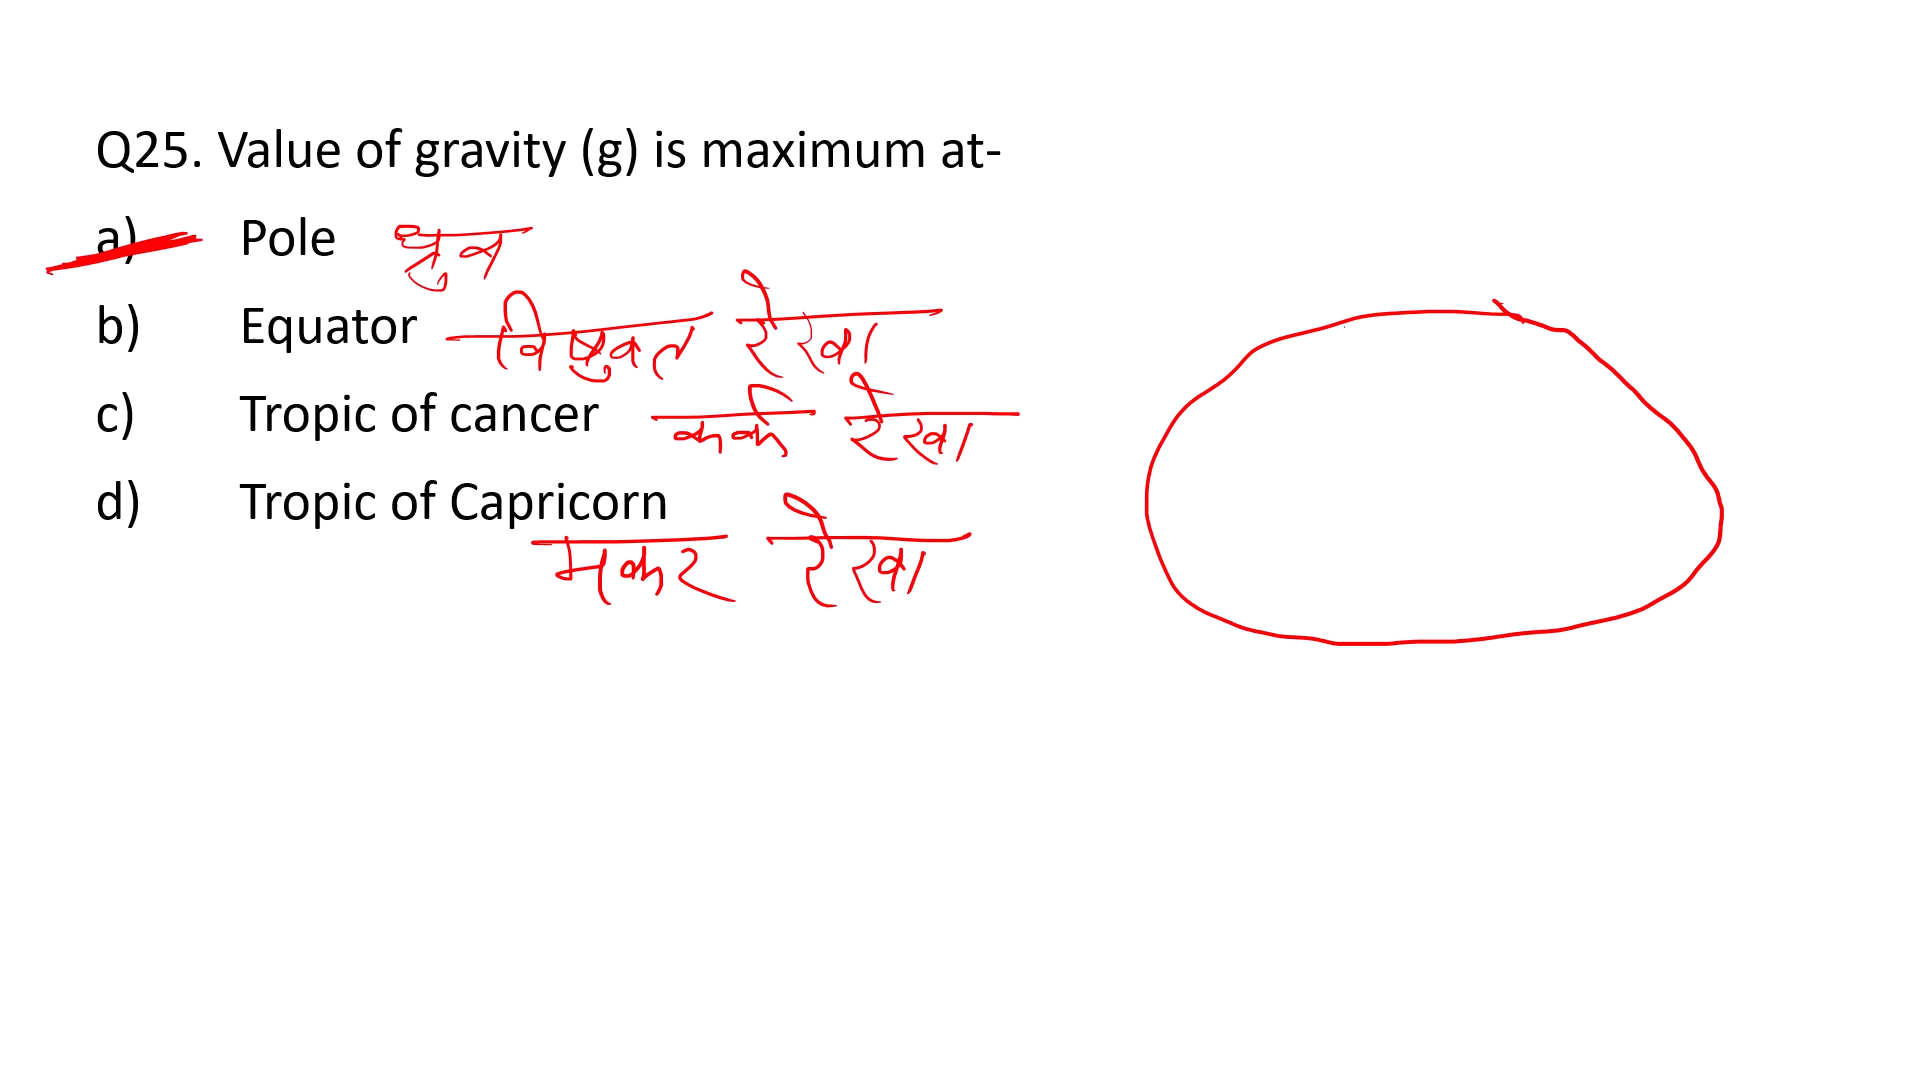 Q25. Value of gravity (g) is maximum at-
a) Pole ध्रुव
b) Equator विषुवत रेखा
c) Tropic of cancer कर्क रेखा
d) Tropic of Capricorn
मकर रेखा